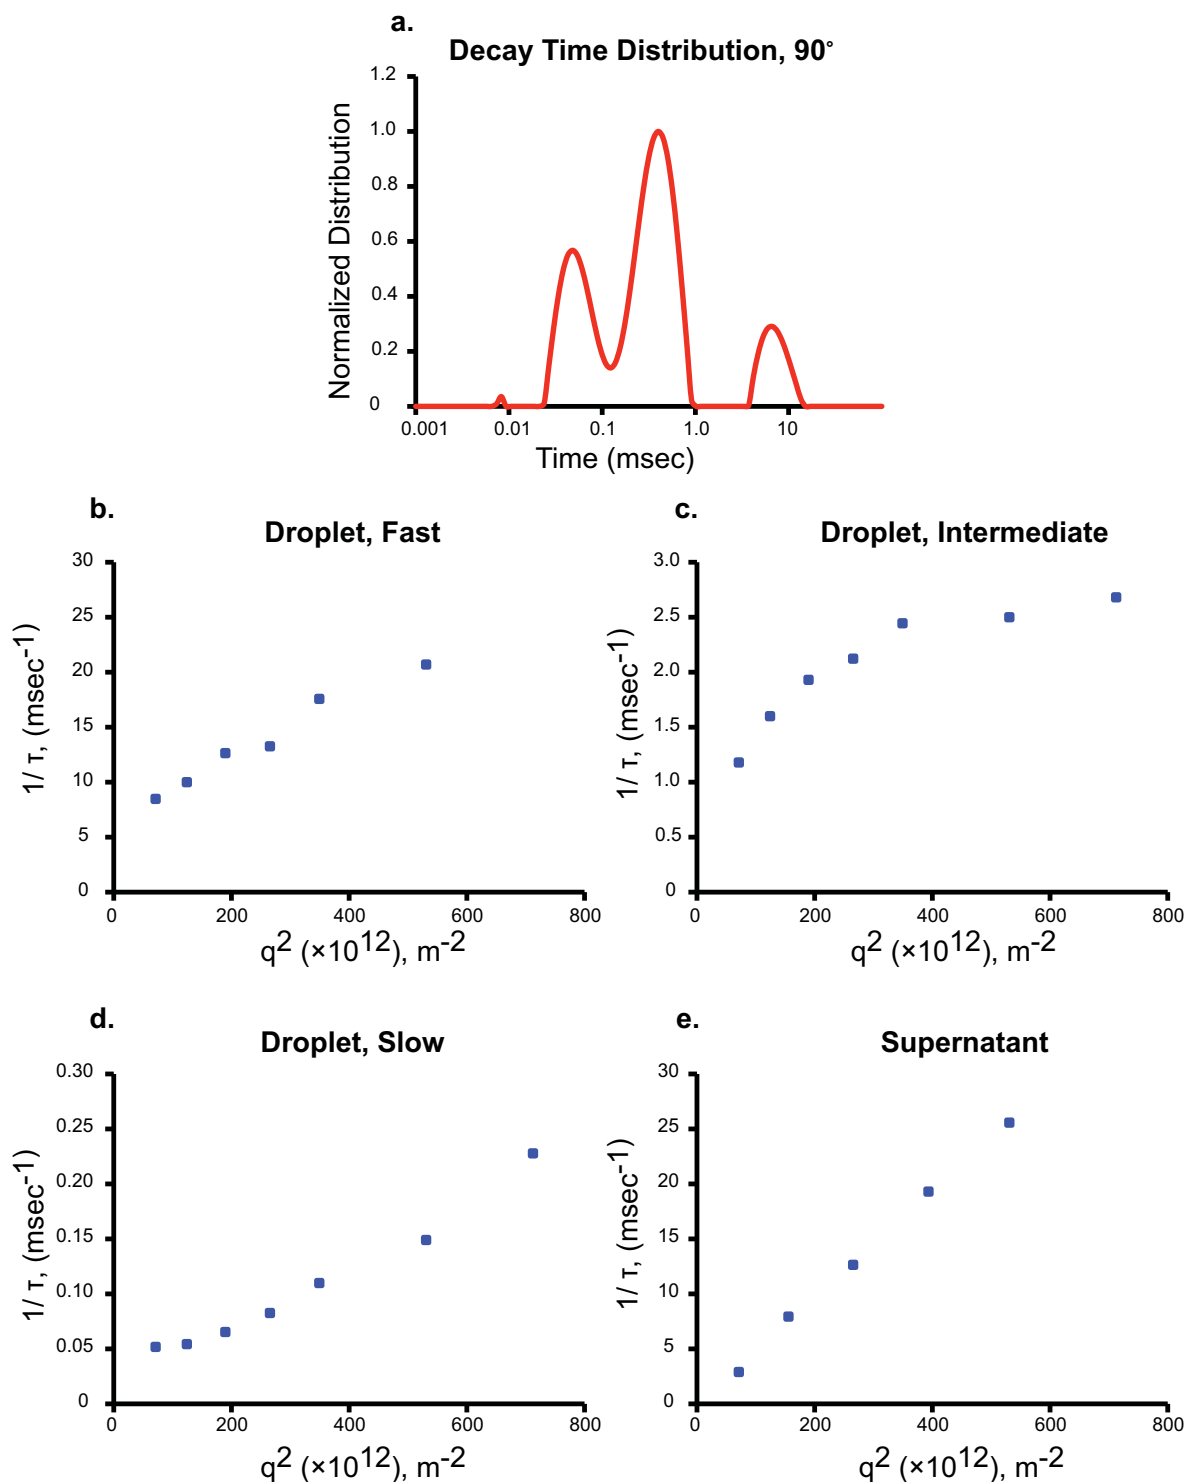 a.
Decay Time Distribution, 90°
1.2
1.0
0.8
0.6
0.4
0.2
0
Normalized Distribution
0.001 0.01 0.1 1.0 10
Time (msec)
b.
Droplet, Fast
30
25
20
15
10
5
0
1/ τ, (msec-1)
0 200 400 600 800
q2 (×1012), m-2
c.
Droplet, Intermediate
3.0
2.5
2.0
1.5
1.0
0.5
0
1/ τ, (msec-1)
0 200 400 600 800
q2 (×1012), m-2
d.
Droplet, Slow
0.30
0.25
0.20
0.15
0.10
0.05
0
1/ τ, (msec-1)
0 200 400 600 800
q2 (×1012), m-2
e.
Supernatant
30
25
20
15
10
5
0
1/ τ, (msec-1)
0 200 400 600 800
q2 (×1012), m-2